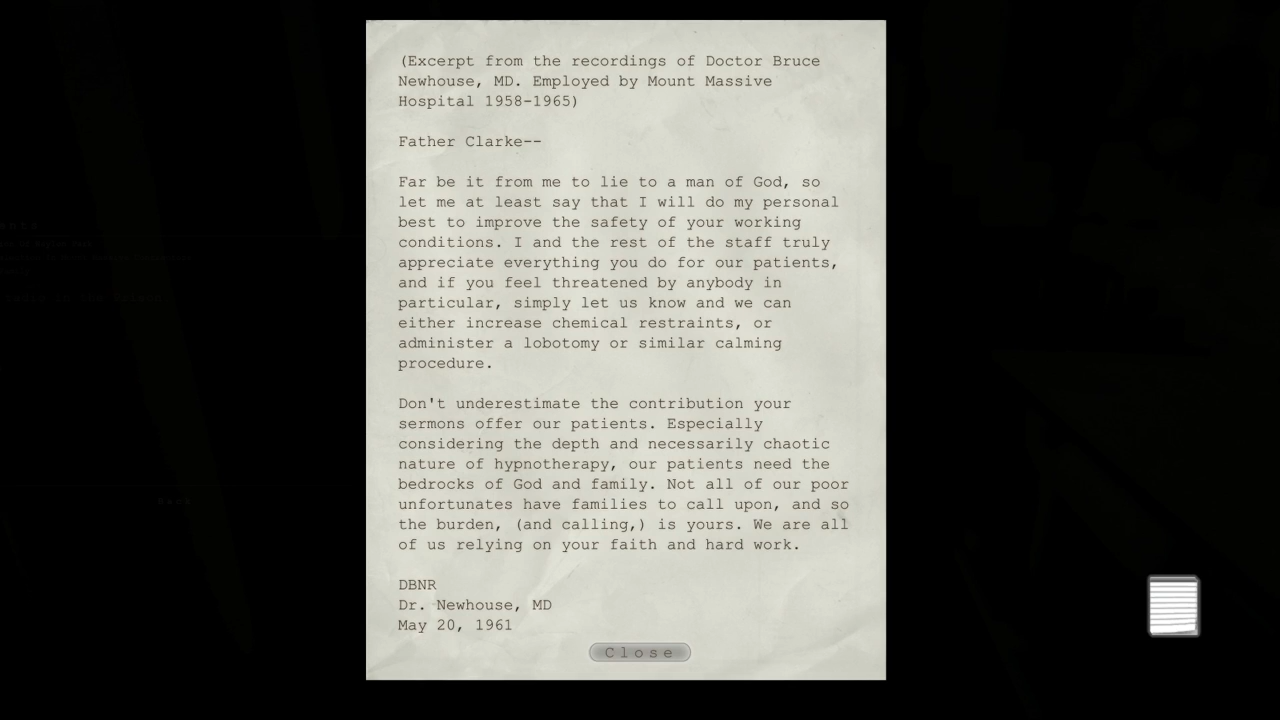 (Excerpt from the recordings of Doctor Bruce
Newhouse, MD. Employed by Mount Massive
Hospital 1958-1965)
Father Clarke--
Far be it from me to lie to a man of God, so
let me at least say that I will do my personal
best to improve the safety of your working
conditions. I and the rest of the staff truly
appreciate everything you do for our patients,
and if you feel threatened by anybody in
particular, simply let us know and we can
either increase chemical restraints, or
administer a lobotomy or similar calming
procedure.
Don't underestimate the contribution your
sermons offer our patients. Especially
considering the depth and necessarily chaotic
nature of hypnotherapy, our patients need the
bedrocks of God and family. Not all of our poor
unfortunates have families to call upon, and so
the burden, (and calling,) is yours. We are all
of us relying on your faith and hard work.
DBNR
Dr. Newhouse, MD
May 20, 1961
Close